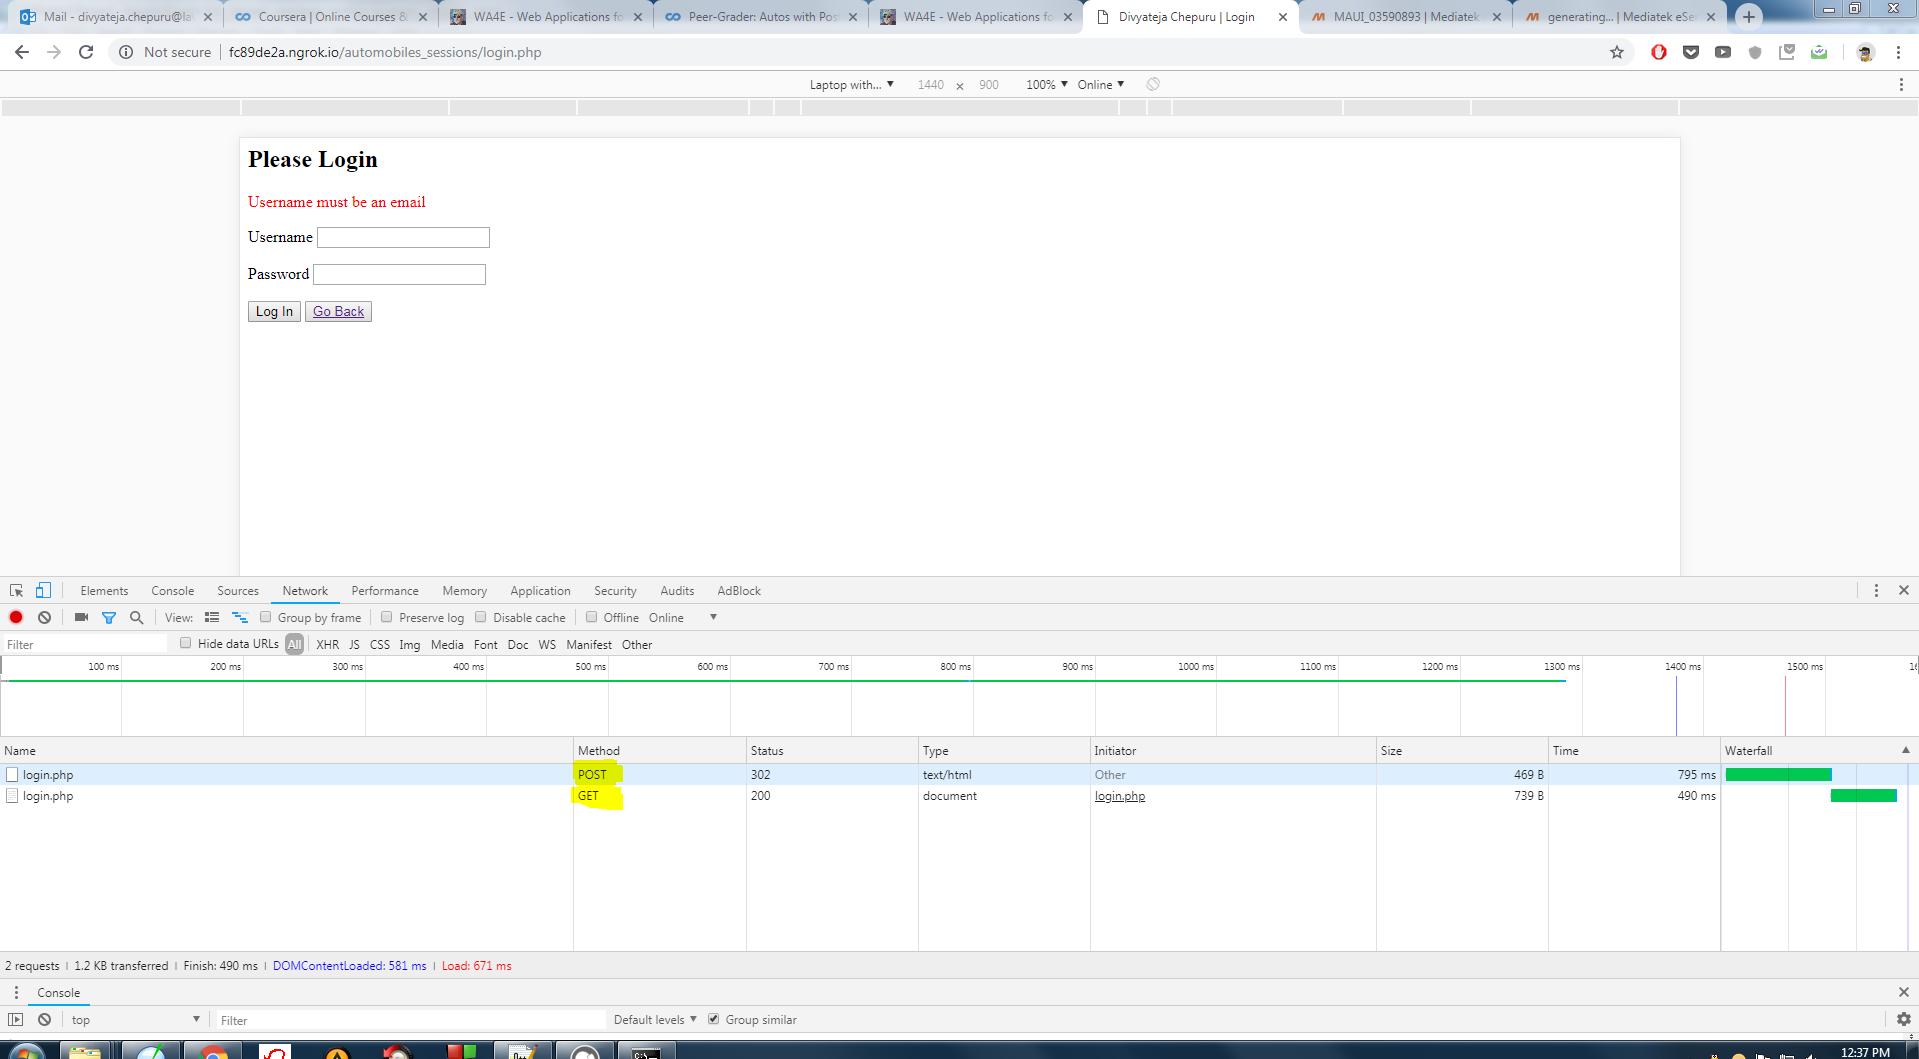 Mail - divyateja.chepuru@la
Coursera | Online Courses &
WA4E - Web Applications fo
Peer-Grader: Autos with Pos
WA4E - Web Applications fo
Divyateja Chepuru | Login
MAUI_03590893 | Mediatek
generating... | Mediatek eSer
Not secure | fc89de2a.ngrok.io/automobiles_sessions/login.php
Laptop with... ▼ 1440 × 900 100% ▼ Online ▼
Please Login
Username must be an email
Username
Password
Log In Go Back
Elements Console Sources Network Performance Memory Application Security Audits AdBlock
View: Group by frame Preserve log Disable cache Offline Online ▼
Filter Hide data URLs All XHR JS CSS Img Media Font Doc WS Manifest Other
100 ms 200 ms 300 ms 400 ms 500 ms 600 ms 700 ms 800 ms 900 ms 1000 ms 1100 ms 1200 ms 1300 ms 1400 ms 1500 ms
Name Method Status Type Initiator Size Time Waterfall
login.php POST 302 text/html Other 469 B 795 ms
login.php GET 200 document login.php 739 B 490 ms
2 requests | 1.2 KB transferred | Finish: 490 ms | DOMContentLoaded: 581 ms | Load: 671 ms
Console
top ▼ Filter Default levels ▼ Group similar
12:37 PM